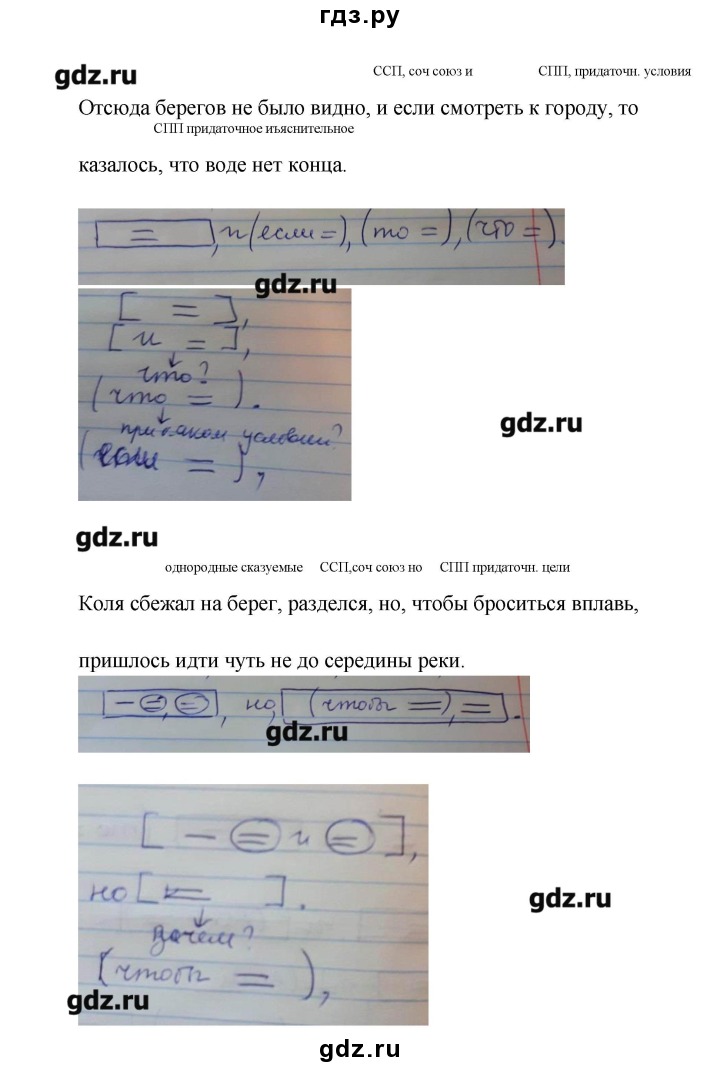 гдз.ру
gdz.ru
ССП, соч союз и СПП, придаточн. условия
Отсюда берегов не было видно, и если смотреть к городу, то
СПП придаточное иъяснительное
казалось, что воде нет конца.
[ = ], и (если =), (то =), (что =).
gdz.ru
[ = ],
[ и = ],
что?
(что = ).
при каком условии?
gdz.ru
(если = ),
gdz.ru
однородные сказуемые ССП,соч союз но СПП придаточн. цели
Коля сбежал на берег, разделся, но, чтобы броситься вплавь,
пришлось идти чуть не до середины реки.
[ - =, = ], но, [ (чтобы =), = ].
gdz.ru
[ - = и = ],
но [ = ].
gdz.ru
зачем?
(чтобы = ),
gdz.ru
gdz.ru